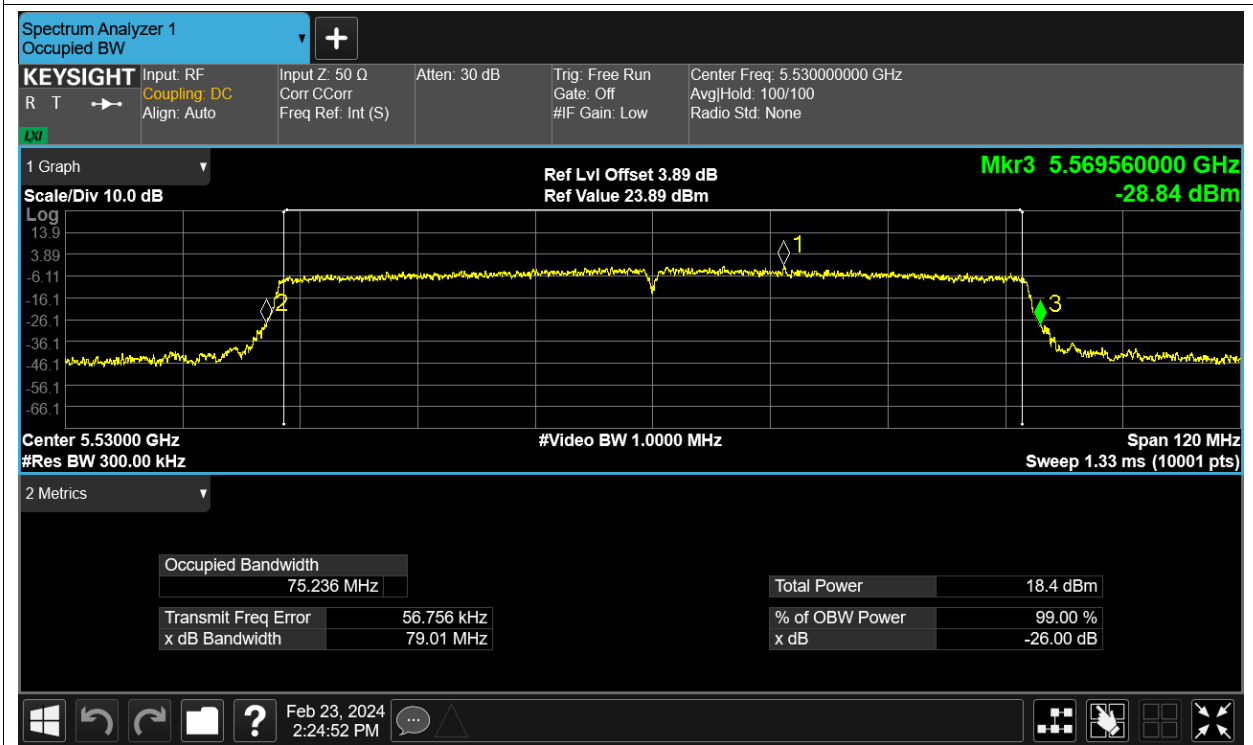 Spectrum Analyzer 1
Occupied BW
KEYSIGHT
R T
LXI
Input: RF
Coupling: DC
Align: Auto
Input Z: 50 Ω
Corr CCorr
Freq Ref: Int (S)
Atten: 30 dB
Trig: Free Run
Gate: Off
#IF Gain: Low
Center Freq: 5.530000000 GHz
Avg|Hold: 100/100
Radio Std: None
1 Graph
Scale/Div 10.0 dB
Ref Lvl Offset 3.89 dB
Ref Value 23.89 dBm
Mkr3 5.569560000 GHz
-28.84 dBm
Log
13.9
3.89
-6.11
-16.1
-26.1
-36.1
-46.1
-56.1
-66.1
1
2
3
Center 5.53000 GHz
#Video BW 1.0000 MHz
Span 120 MHz
#Res BW 300.00 kHz
Sweep 1.33 ms (10001 pts)
2 Metrics
Occupied Bandwidth
75.236 MHz
Transmit Freq Error 56.756 kHz
x dB Bandwidth 79.01 MHz
Total Power 18.4 dBm
% of OBW Power 99.00 %
x dB -26.00 dB
?
Feb 23, 2024
2:24:52 PM